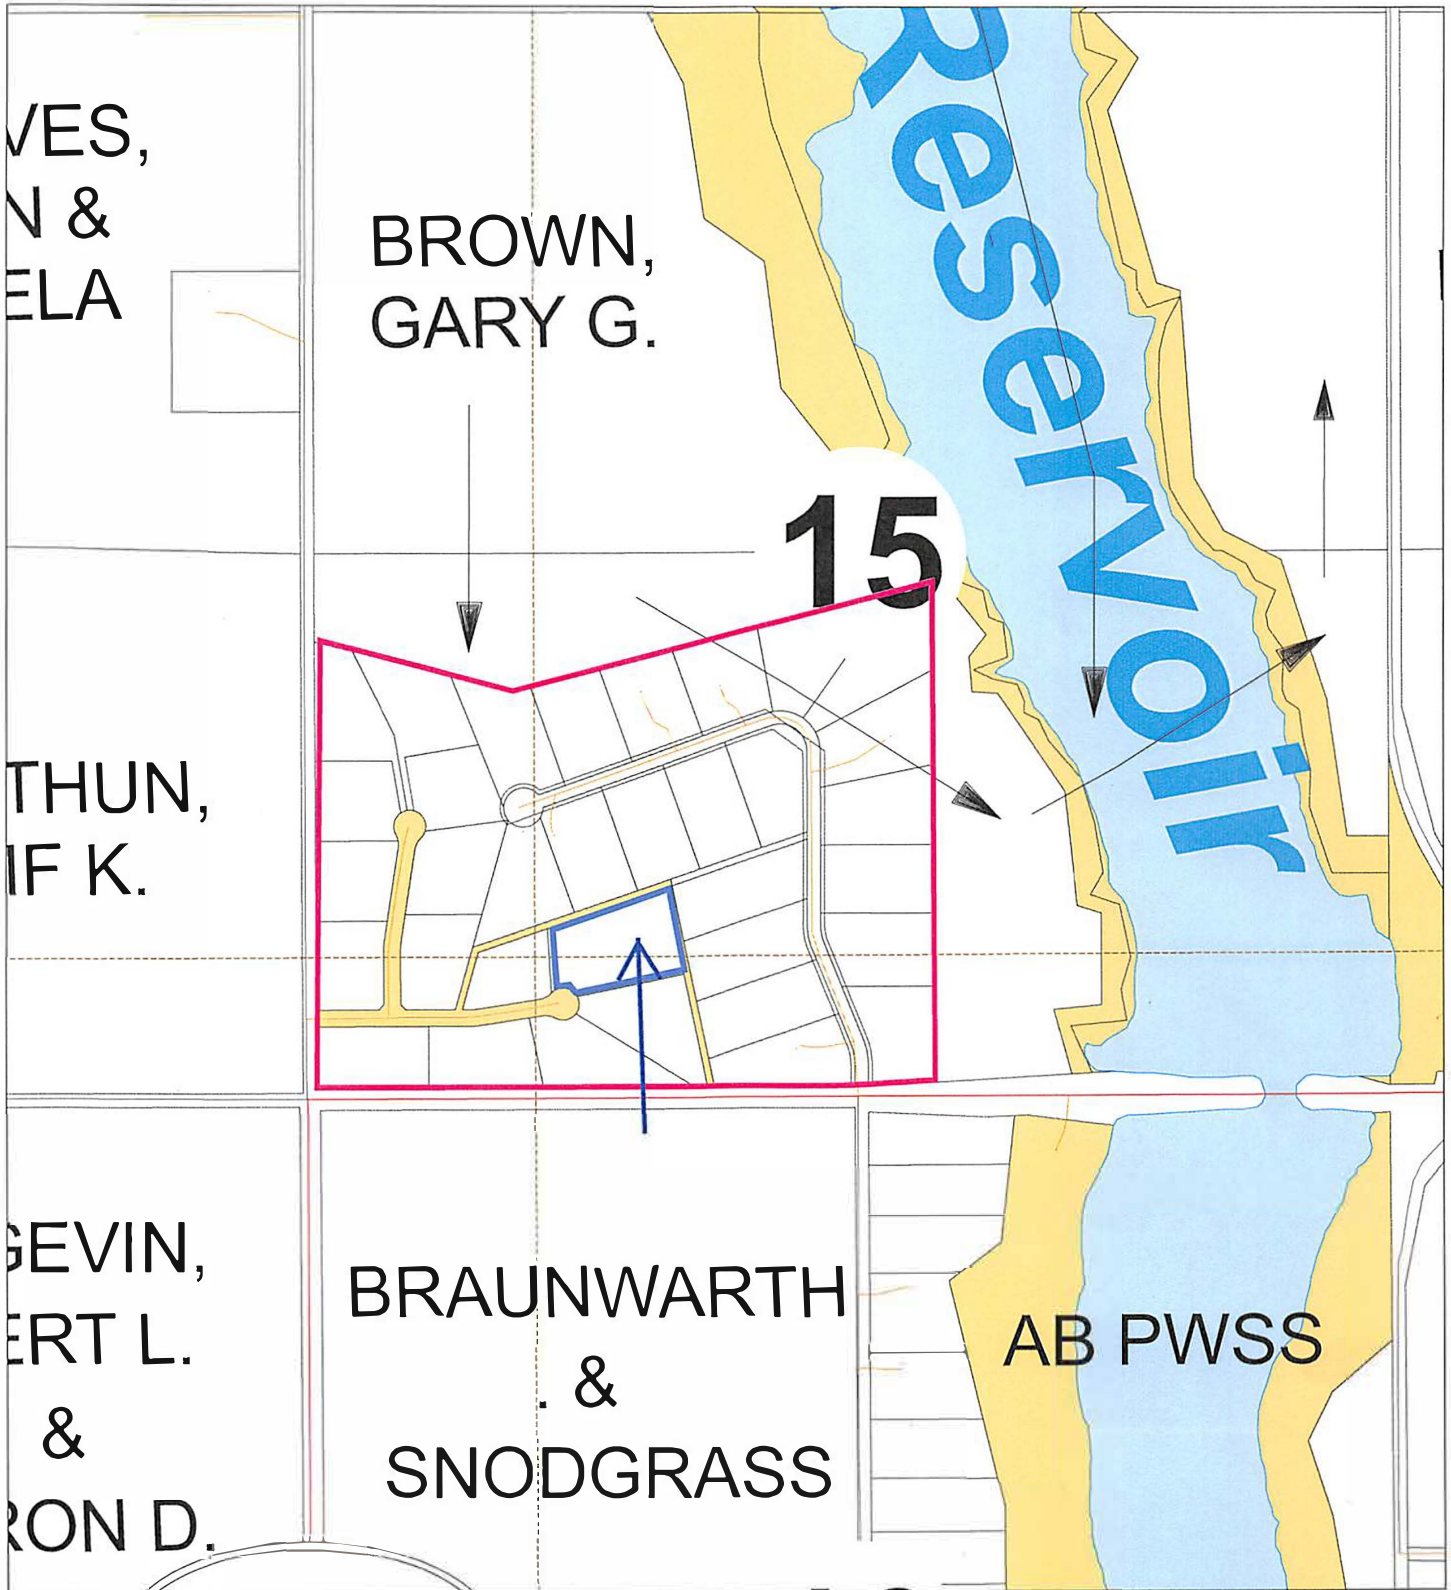 Reservoir
VES,
N &
ELA
BROWN,
GARY G.
15
THUN,
IF K.
GEVIN,
ERT L.
&
RON D.
BRAUNWARTH
&
SNODGRASS
AB PWSS